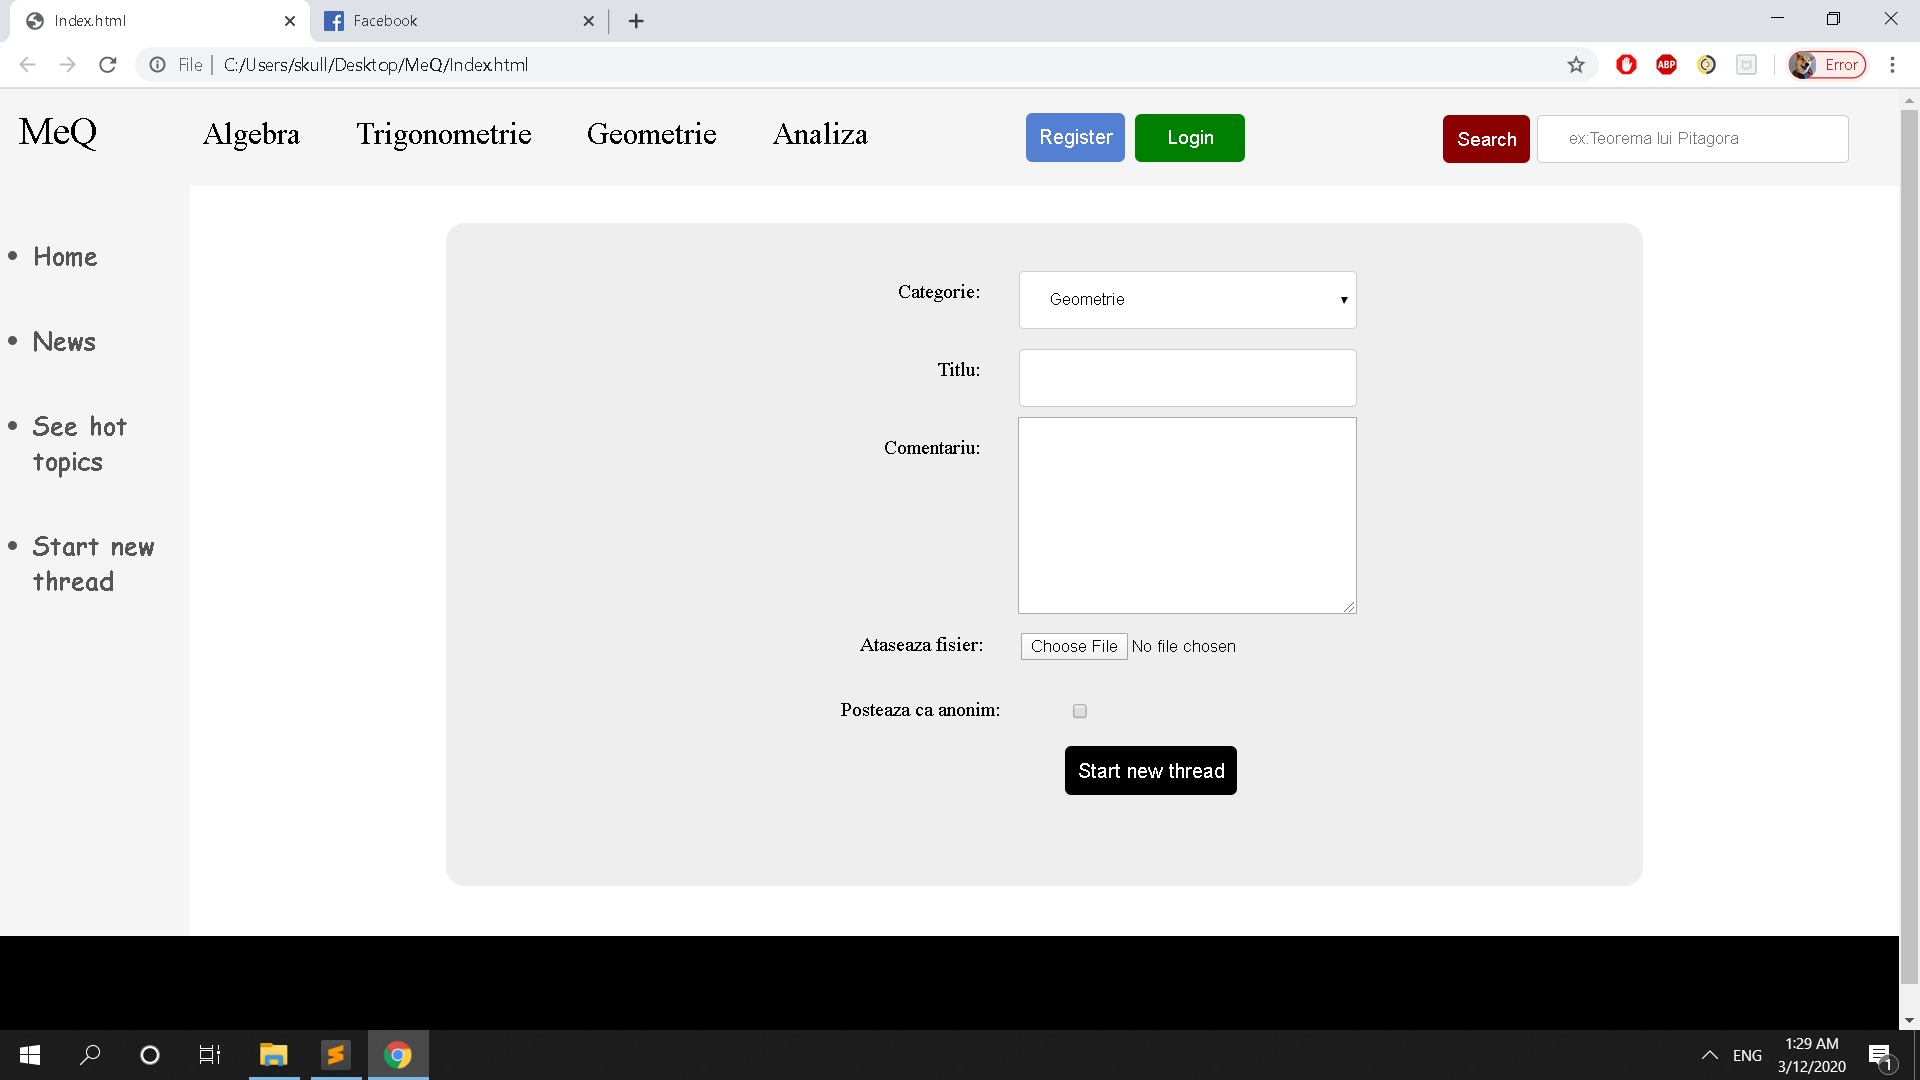 Index.html
Facebook
File
C:/Users/skull/Desktop/MeQ/Index.html
ABP
Error
MeQ
Algebra
Trigonometrie
Geometrie
Analiza
Register
Login
Search
ex:Teorema lui Pitagora
Home
News
See hot
topics
Start new
thread
Categorie:
Geometrie
Titlu:
Comentariu:
Ataseaza fisier:
Choose File No file chosen
Posteaza ca anonim:
Start new thread
ENG
1:29 AM
3/12/2020
1